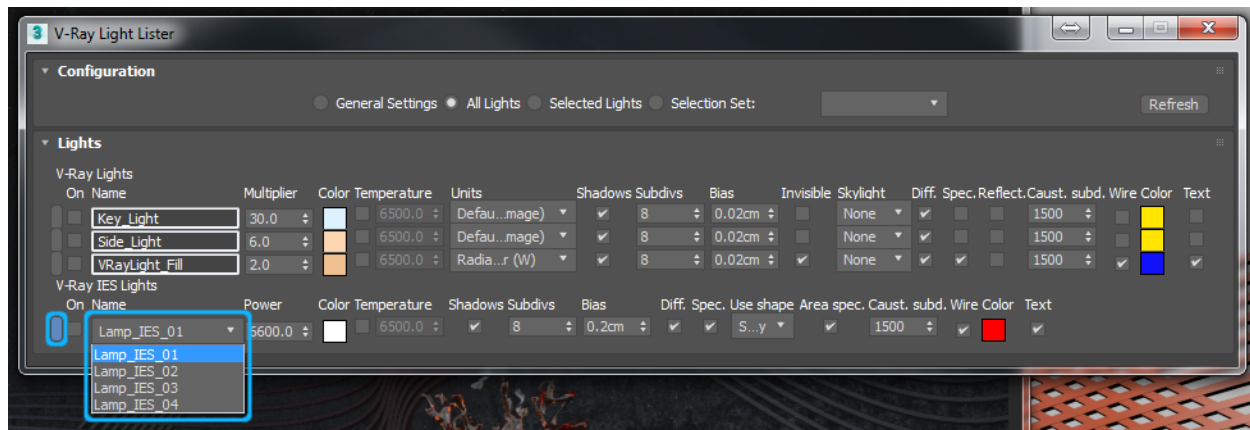 3 V-Ray Light Lister
Configuration
General Settings All Lights Selected Lights Selection Set: Refresh
Lights
V-Ray Lights
On Name Multiplier Color Temperature Units Shadows Subdivs Bias Invisible Skylight Diff. Spec. Reflect. Caust. subd. Wire Color Text
Key_Light 30.0 6500.0 Defau...mage) 8 0.02cm None 1500
Side_Light 6.0 6500.0 Defau...mage) 8 0.02cm None 1500
VRayLight_Fill 2.0 6500.0 Radia...r (W) 8 0.02cm None 1500
V-Ray IES Lights
On Name Power Color Temperature Shadows Subdivs Bias Diff. Spec. Use shape Area spec. Caust. subd. Wire Color Text
Lamp_IES_01 6600.0 6500.0 8 0.2cm S...y 1500
Lamp_IES_01
Lamp_IES_02
Lamp_IES_03
Lamp_IES_04